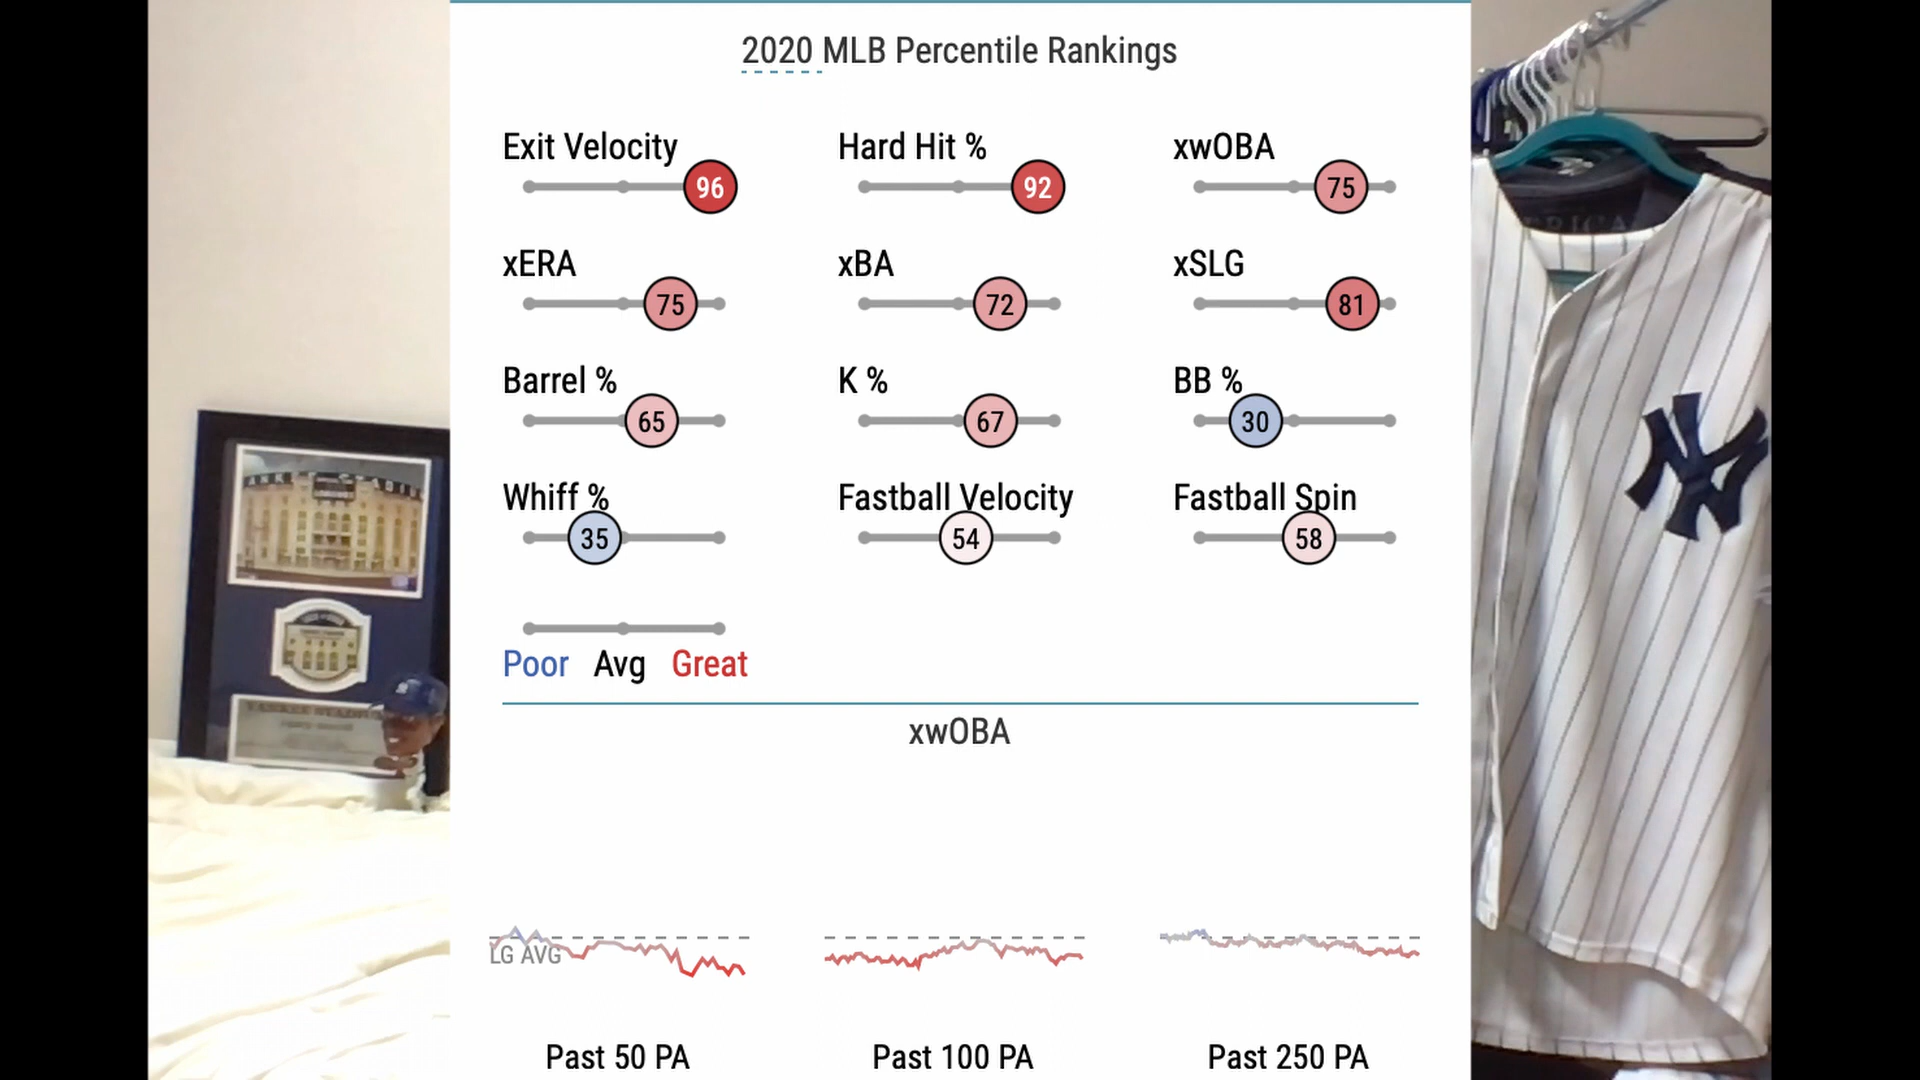 2020 MLB Percentile Rankings
Exit Velocity
96
Hard Hit %
92
xwOBA
75
xERA
75
xBA
72
xSLG
81
Barrel %
65
K %
67
BB %
30
Whiff %
35
Fastball Velocity
54
Fastball Spin
58
Poor Avg Great
xwOBA
LG AVG
Past 50 PA
Past 100 PA
Past 250 PA
NY